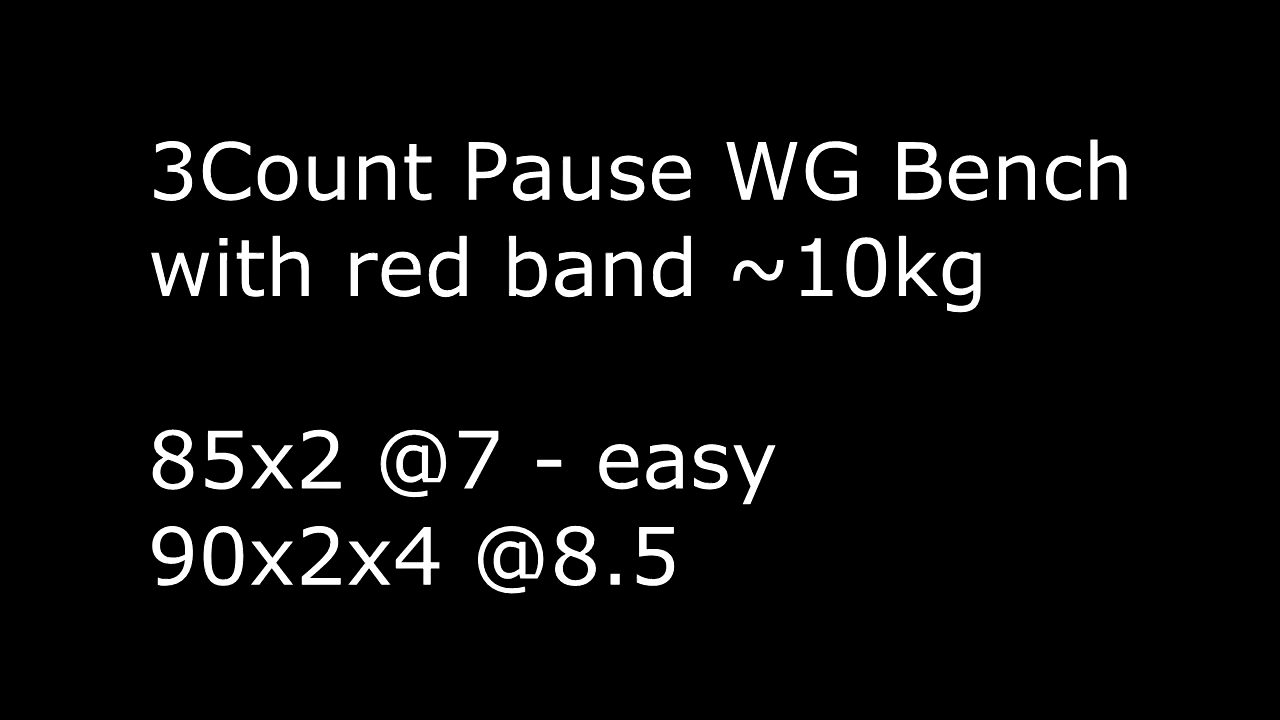 3Count Pause WG Bench
with red band ~10kg
85x2 @7 - easy
90x2x4 @8.5